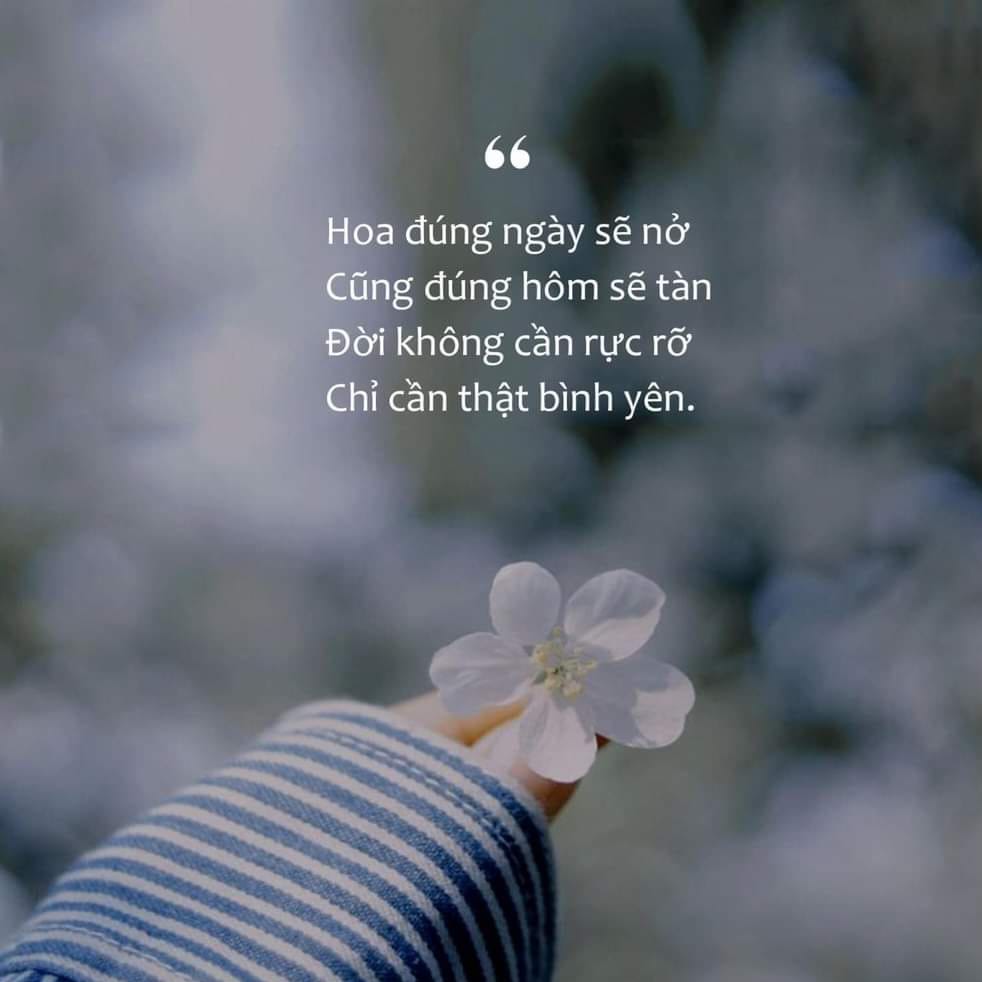 “
Hoa đúng ngày sẽ nở
Cũng đúng hôm sẽ tàn
Đời không cần rực rỡ
Chỉ cần thật bình yên.